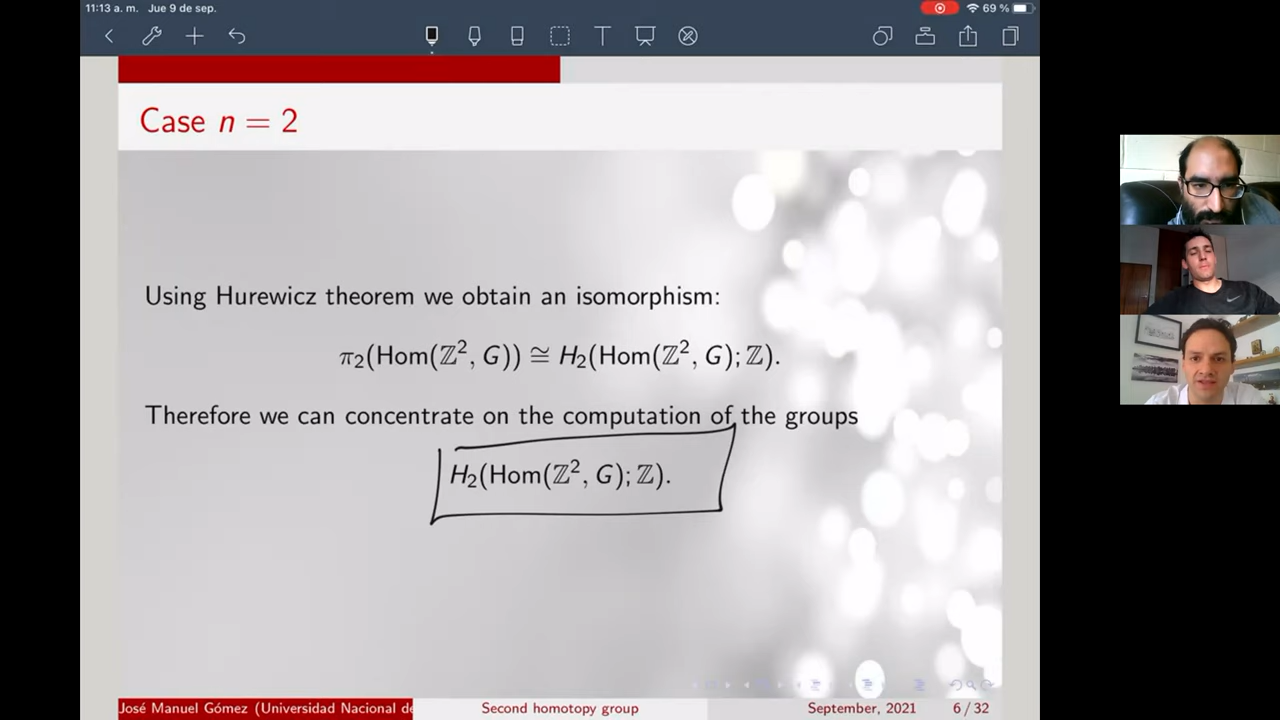 11:13 a. m. Jue 9 de sep.
69 %
Case n = 2
Using Hurewicz theorem we obtain an isomorphism:
π₂(Hom(ℤ², G)) ≅ H₂(Hom(ℤ², G); ℤ).
Therefore we can concentrate on the computation of the groups
H₂(Hom(ℤ², G); ℤ).
José Manuel Gómez (Universidad Nacional de
Second homotopy group
September, 2021
6 / 32